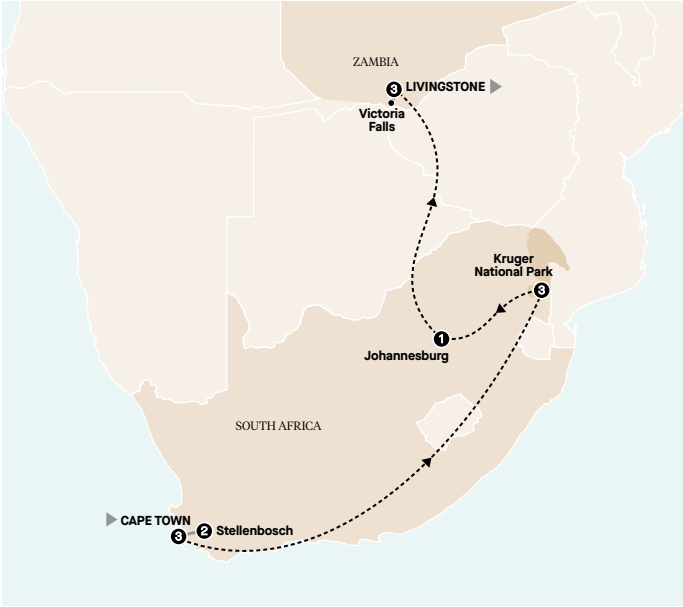 ZAMBIA
3 LIVINGSTONE
Victoria
Falls
Kruger
National Park
3
1
Johannesburg
SOUTH AFRICA
CAPE TOWN
3
2 Stellenbosch